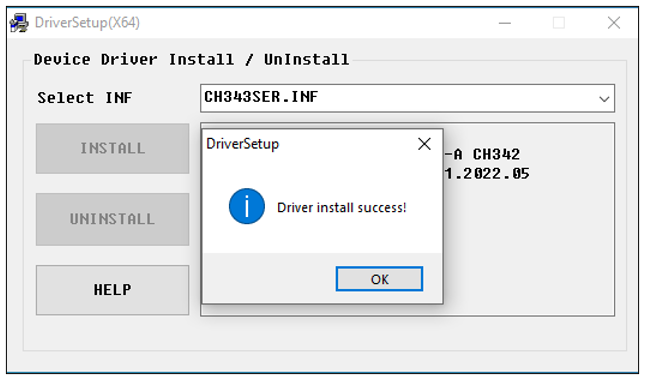 DriverSetup(X64)
Device Driver Install / UnInstall
Select INF
CH343SER.INF
INSTALL
DriverSetup
-A CH342
1.2022.05
Driver install success!
UNINSTALL
OK
HELP